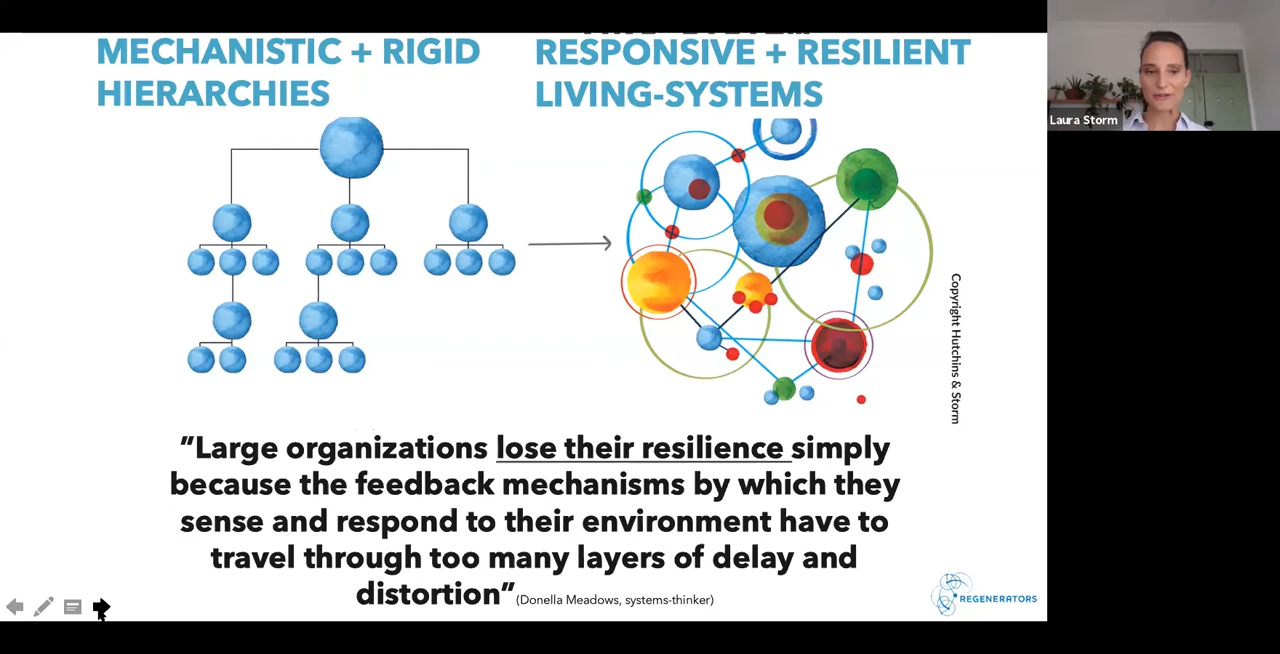 MECHANISTIC + RIGID
HIERARCHIES
RESPONSIVE + RESILIENT
LIVING-SYSTEMS
Laura Storm
Copyright Hutchins & Storm
"Large organizations lose their resilience simply
because the feedback mechanisms by which they
sense and respond to their environment have to
travel through too many layers of delay and
distortion" (Donella Meadows, systems-thinker)
REGENERATORS